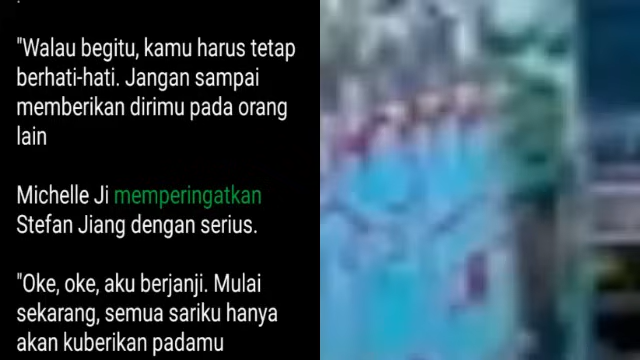 "Walau begitu, kamu harus tetap
berhati-hati. Jangan sampai
memberikan dirimu pada orang
lain
Michelle Ji memperingatkan
Stefan Jiang dengan serius.
"Oke, oke, aku berjanji. Mulai
sekarang, semua sariku hanya
akan kuberikan padamu